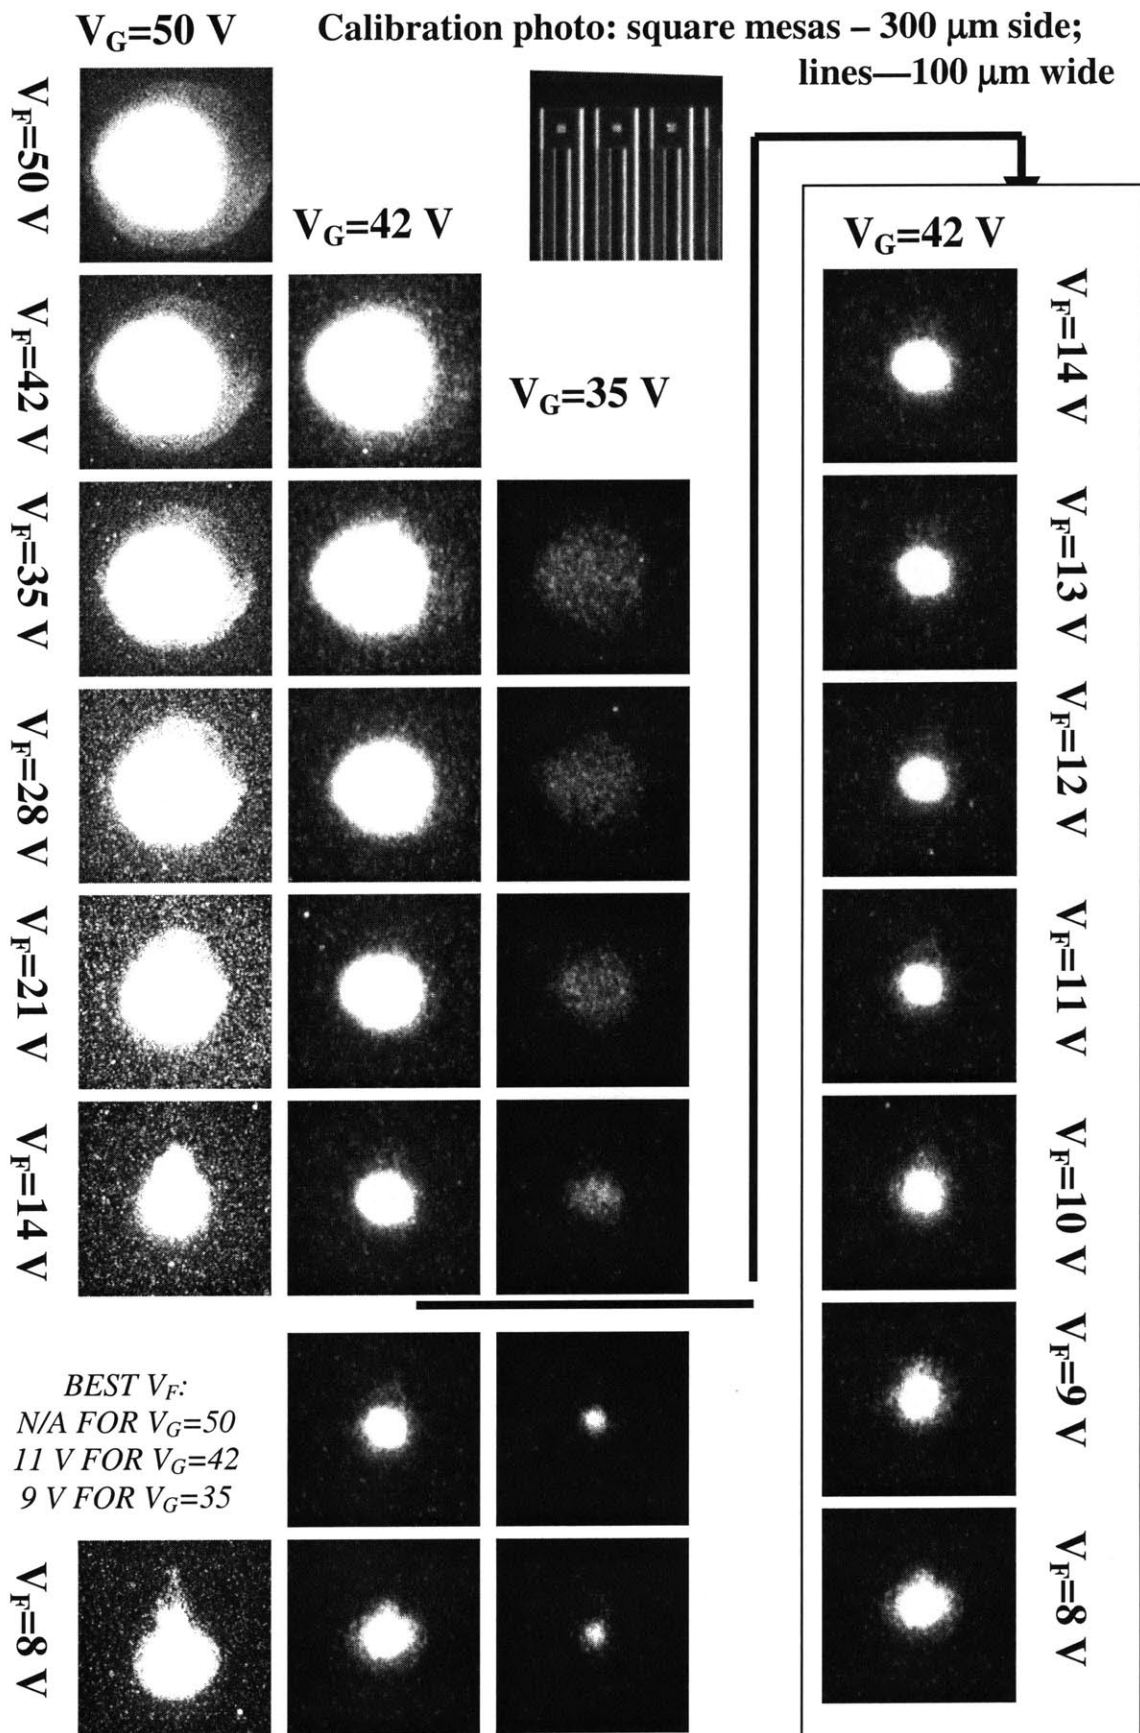 V_G=50 V
Calibration photo: square mesas – 300 μm side;
lines—100 μm wide
V_F=50 V
V_G=42 V
V_G=42 V
V_F=42 V
V_G=35 V
V_F=14 V
V_F=35 V
V_F=13 V
V_F=28 V
V_F=12 V
V_F=21 V
V_F=11 V
V_F=14 V
V_F=10 V
BEST V_F:
N/A FOR V_G=50
11 V FOR V_G=42
9 V FOR V_G=35
V_F=9 V
V_F=8 V
V_F=8 V